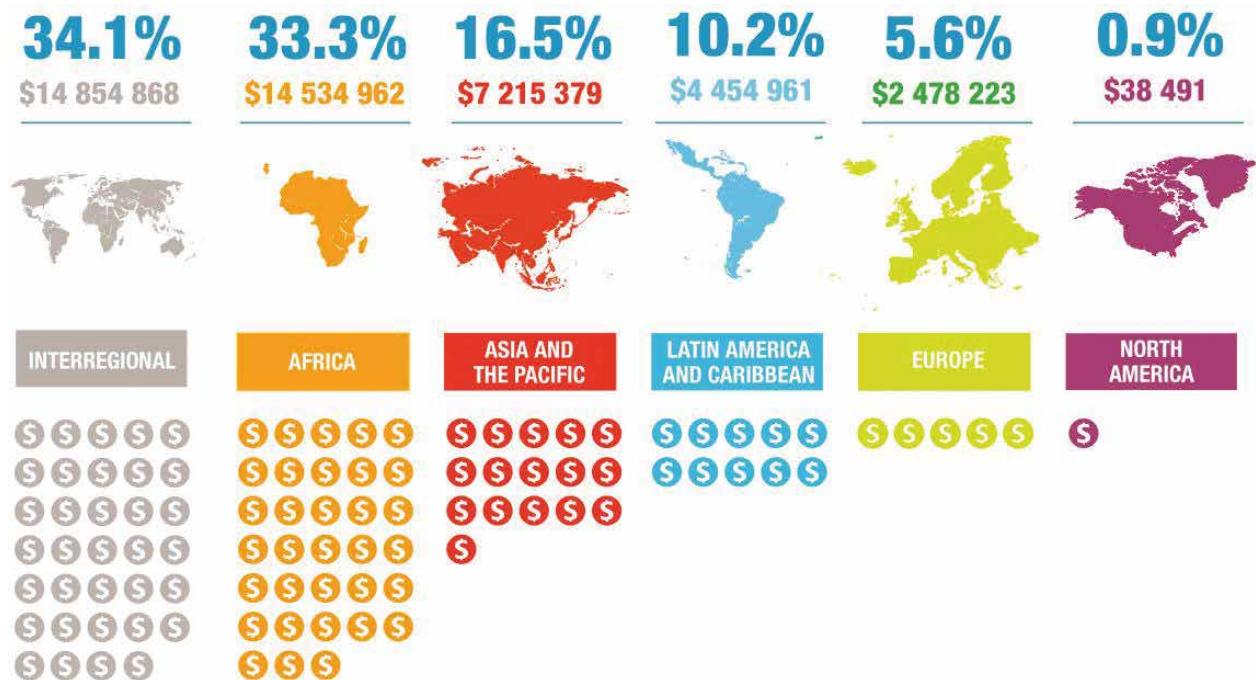 34.1%
$14 854 868
INTERREGIONAL
33.3%
$14 534 962
AFRICA
16.5%
$7 215 379
ASIA AND
THE PACIFIC
10.2%
$4 454 961
LATIN AMERICA
AND CARIBBEAN
5.6%
$2 478 223
EUROPE
0.9%
$38 491
NORTH
AMERICA
$ $ $ $ $
$ $ $ $ $
$ $ $ $ $
$ $ $ $ $
$ $ $ $ $
$ $ $ $ $
$ $ $ $
$ $ $ $ $
$ $ $ $ $
$ $ $ $ $
$ $ $ $ $
$ $ $ $ $
$ $ $ $ $
$ $ $
$ $ $ $ $
$ $ $ $ $
$ $ $ $ $
$
$ $ $ $ $
$ $ $ $ $
$ $ $ $ $
$